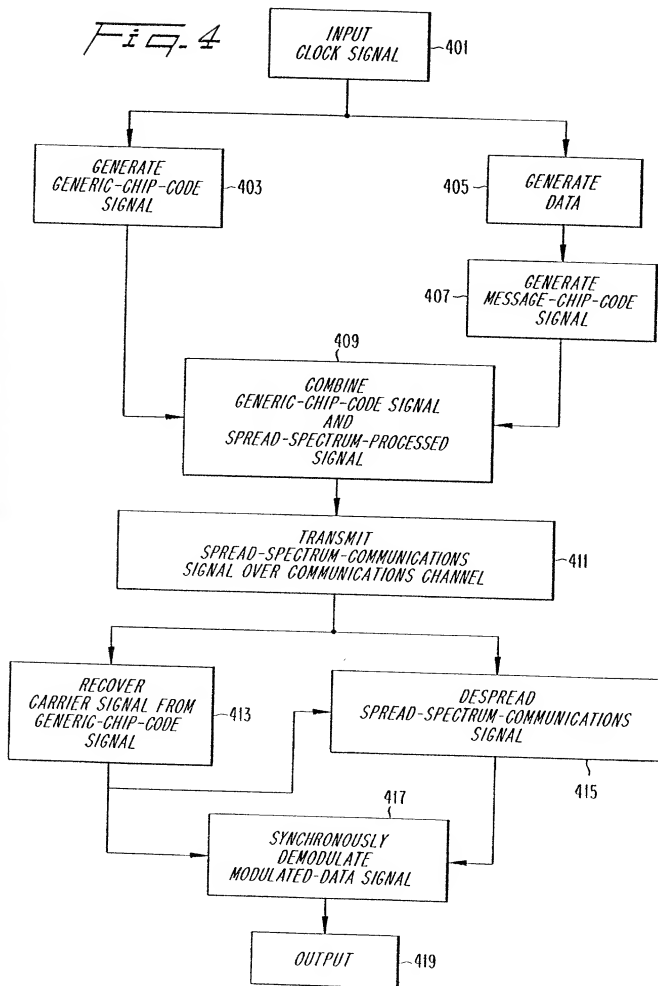 Fig. 4
INPUT
CLOCK SIGNAL
401
GENERATE
GENERIC-CHIP-CODE
SIGNAL
403
405
GENERATE
DATA
407
GENERATE
MESSAGE-CHIP-CODE
SIGNAL
409
COMBINE
GENERIC-CHIP-CODE SIGNAL
AND
SPREAD-SPECTRUM-PROCESSED
SIGNAL
TRANSMIT
SPREAD-SPECTRUM-COMMUNICATIONS
SIGNAL OVER COMMUNICATIONS CHANNEL
411
RECOVER
CARRIER SIGNAL FROM
GENERIC-CHIP-CODE
SIGNAL
413
DESPREAD
SPREAD-SPECTRUM-COMMUNICATIONS
SIGNAL
415
417
SYNCHRONOUSLY
DEMODULATE
MODULATED-DATA SIGNAL
OUTPUT
419